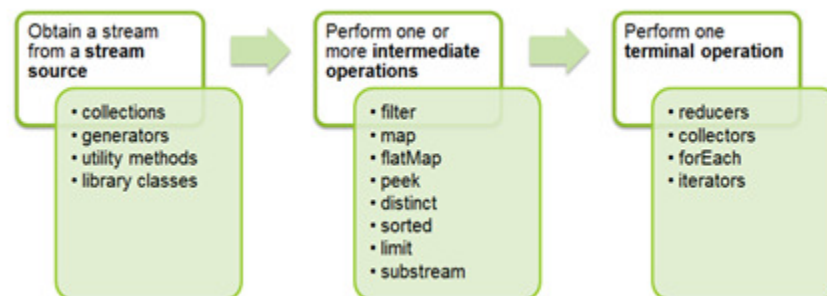 Obtain a stream
from a stream
source
• collections
• generators
• utility methods
• library classes
Perform one or
more intermediate
operations
• filter
• map
• flatMap
• peek
• distinct
• sorted
• limit
• substream
Perform one
terminal operation
• reducers
• collectors
• forEach
• iterators